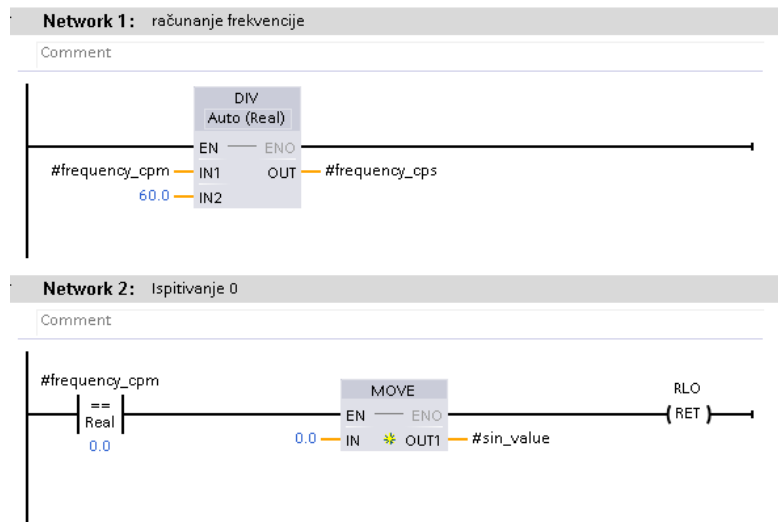 Network 1: računanje frekvencije
Comment
DIV
Auto (Real)
EN ENO
#frequency_cpm IN1 OUT #frequency_cps
60.0 IN2
Network 2: Ispitivanje 0
Comment
#frequency_cpm
==
Real
0.0
MOVE
EN ENO
0.0 IN OUT1 #sin_value
RLO
RET